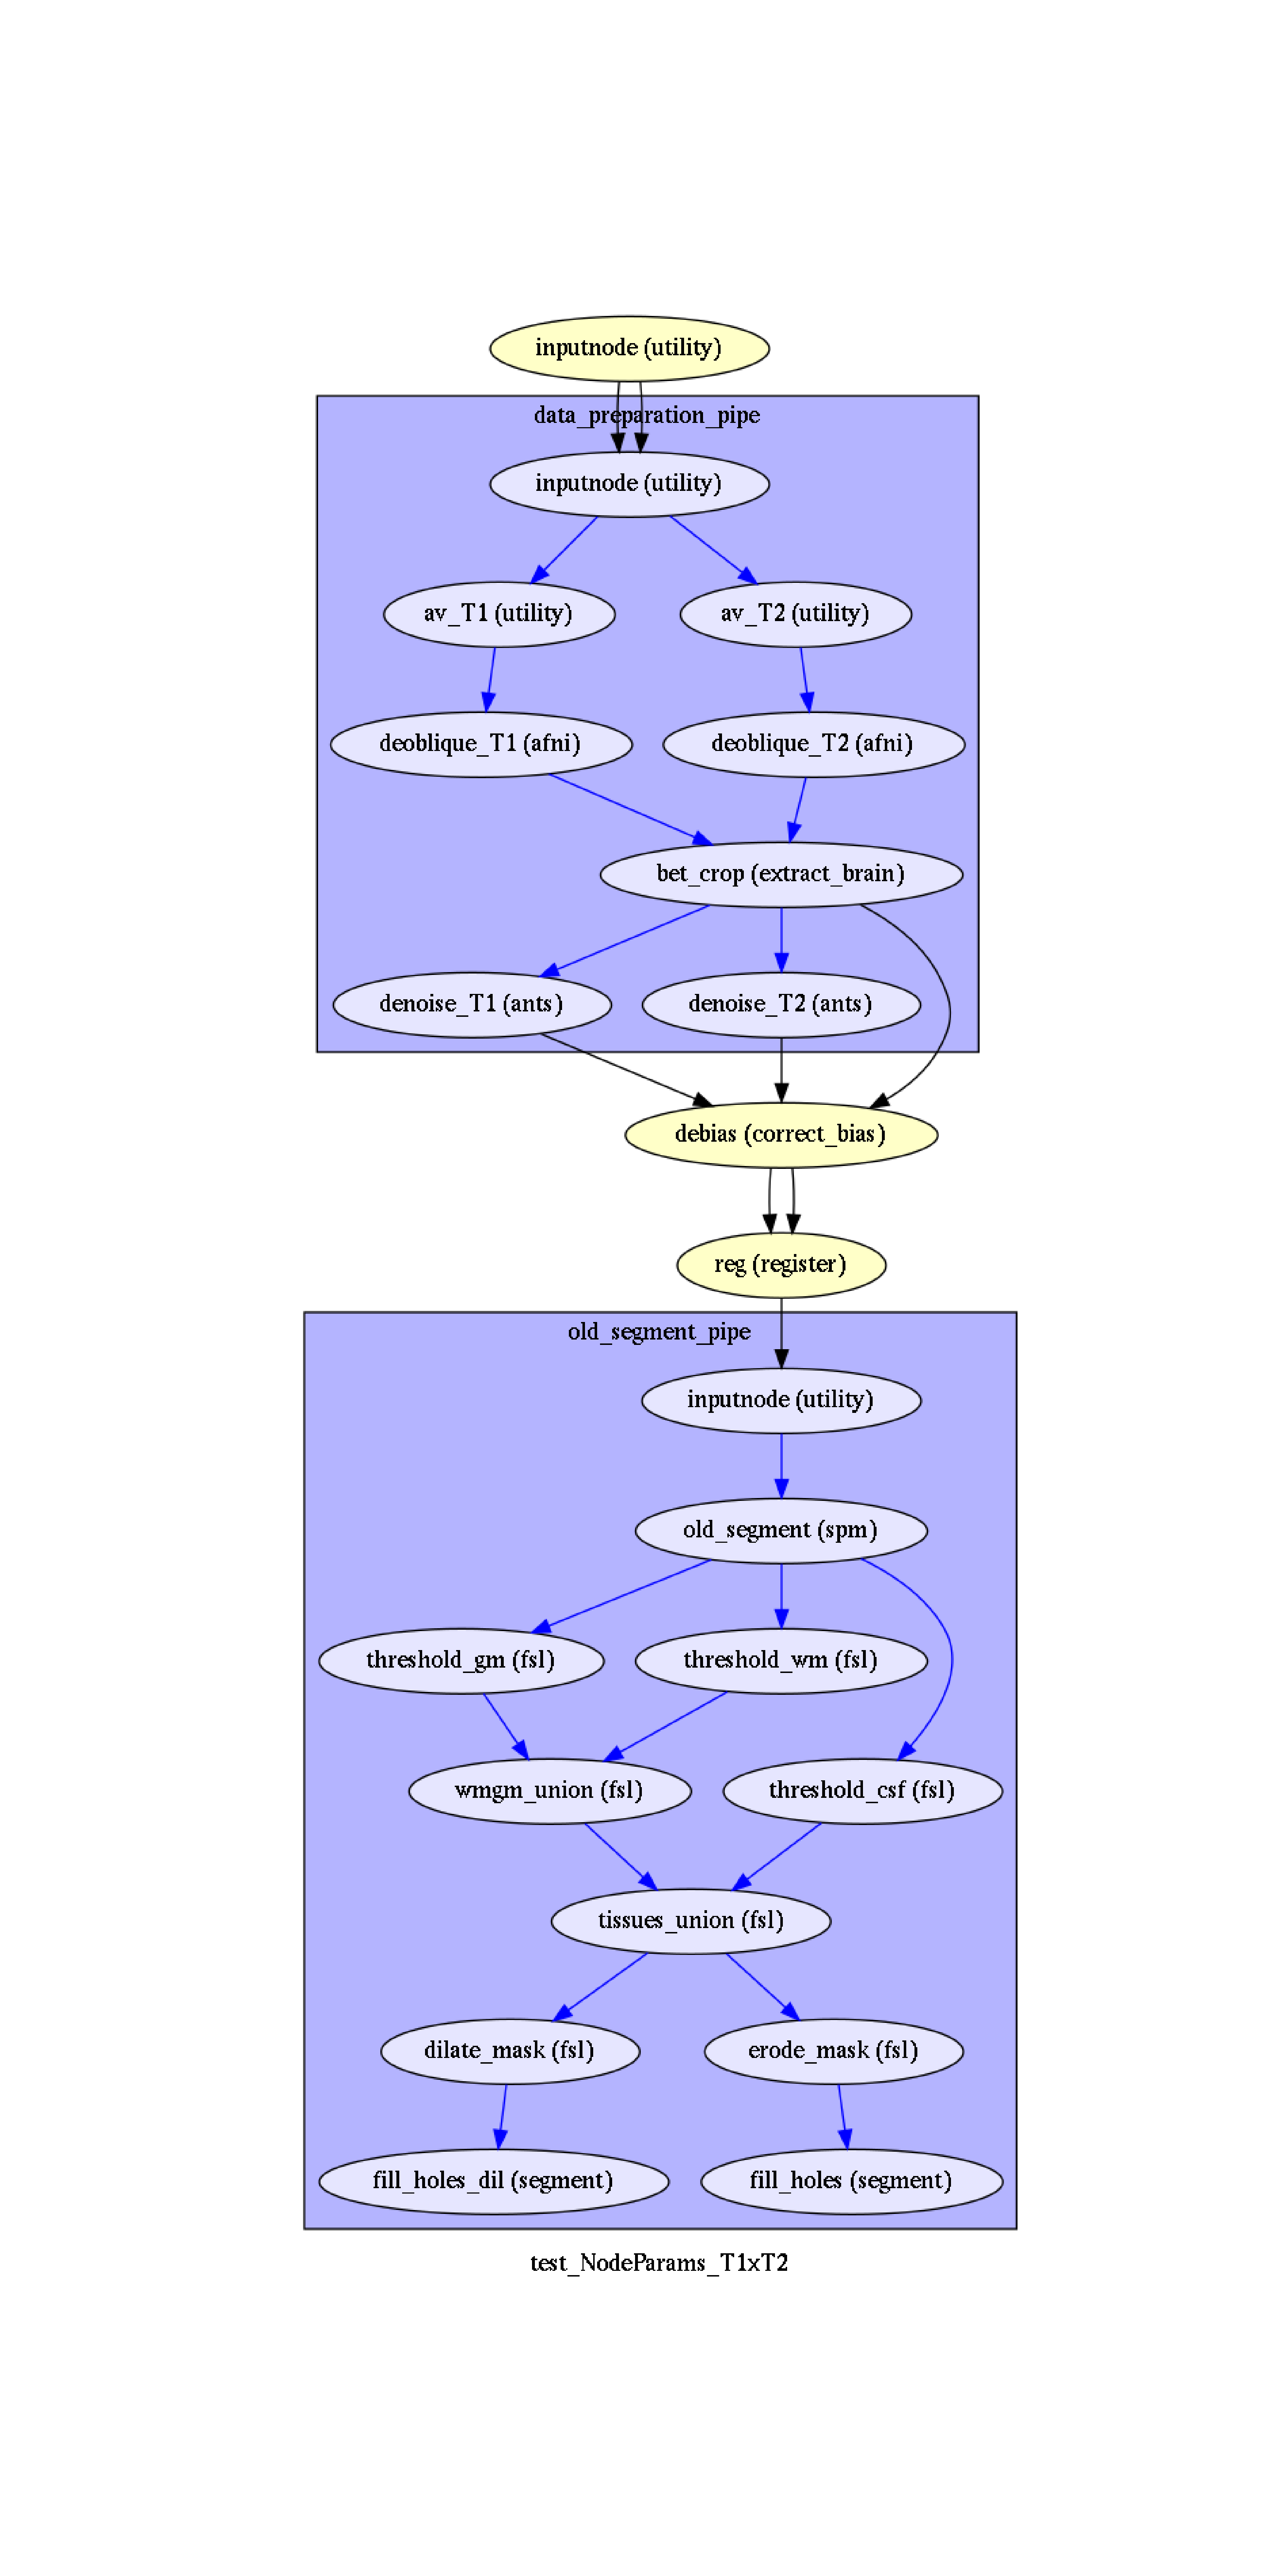 inputnode (utility)
data_preparation_pipe
inputnode (utility)
av_T1 (utility)
av_T2 (utility)
deoblique_T1 (afni)
deoblique_T2 (afni)
bet_crop (extract_brain)
denoise_T1 (ants)
denoise_T2 (ants)
debias (correct_bias)
reg (register)
old_segment_pipe
inputnode (utility)
old_segment (spm)
threshold_gm (fsl)
threshold_wm (fsl)
wmgm_union (fsl)
threshold_csf (fsl)
tissues_union (fsl)
dilate_mask (fsl)
erode_mask (fsl)
fill_holes_dil (segment)
fill_holes (segment)
test_NodeParams_T1xT2